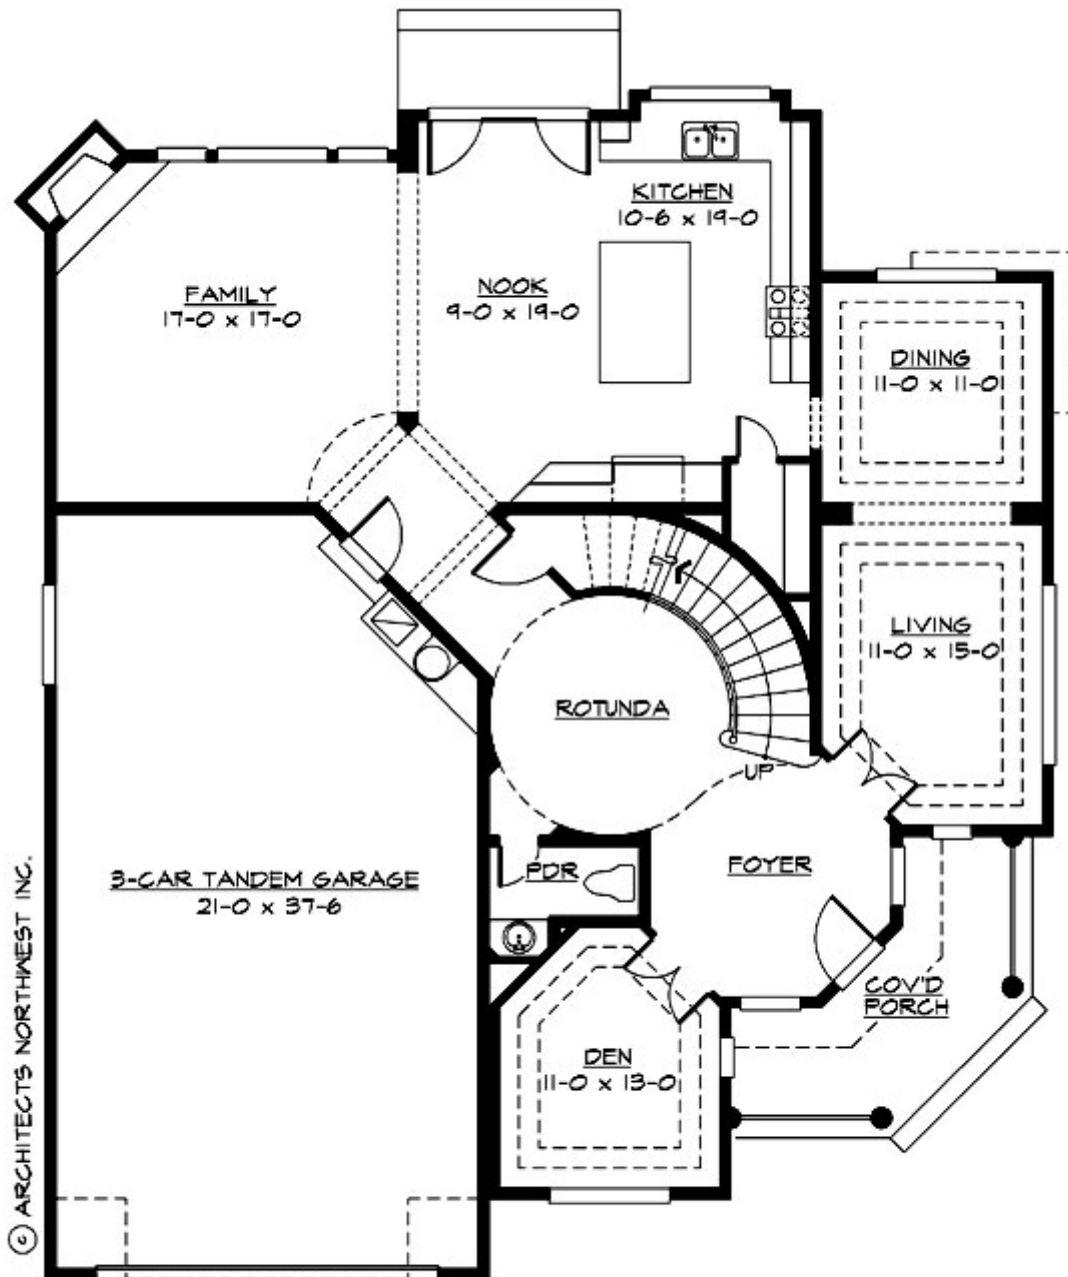 KITCHEN
10-6 x 19-0
FAMILY
17-0 x 17-0
NOOK
9-0 x 19-0
DINING
11-0 x 11-0
LIVING
11-0 x 15-0
ROTUNDA
UP
3-CAR TANDEM GARAGE
21-0 x 37-6
PDR
FOYER
COV'D
PORCH
DEN
11-0 x 13-0
© ARCHITECTS NORTHWEST INC.